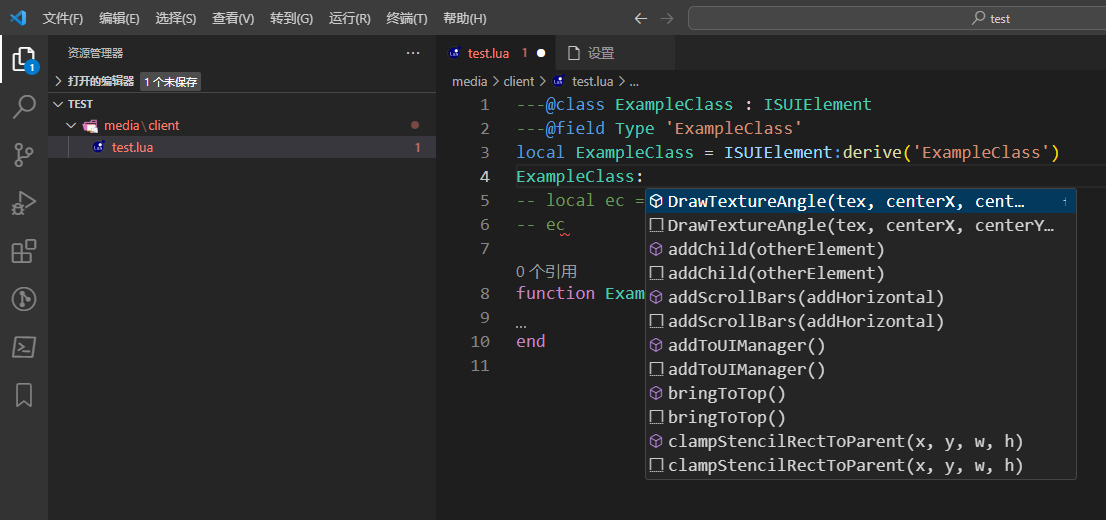 文件(F) 编辑(E) 选择(S) 查看(V) 转到(G) 运行(R) 终端(T) 帮助(H) ← → test
资源管理器 ···
打开的编辑器 1 个未保存
TEST
media\client
test.lua 1
1
test.lua 1 ● 设置
media > client > test.lua > ...
1 ---@class ExampleClass : ISUIElement
2 ---@field Type 'ExampleClass'
3 local ExampleClass = ISUIElement:derive('ExampleClass')
4 ExampleClass:
5 -- local ec =
6 -- ec
7
0 个引用
8 function Exam
9 …
10 end
11
DrawTextureAngle(tex, centerX, cent…
DrawTextureAngle(tex, centerX, centerY…
addChild(otherElement)
addChild(otherElement)
addScrollBars(addHorizontal)
addScrollBars(addHorizontal)
addToUIManager()
addToUIManager()
bringToTop()
bringToTop()
clampStencilRectToParent(x, y, w, h)
clampStencilRectToParent(x, y, w, h)